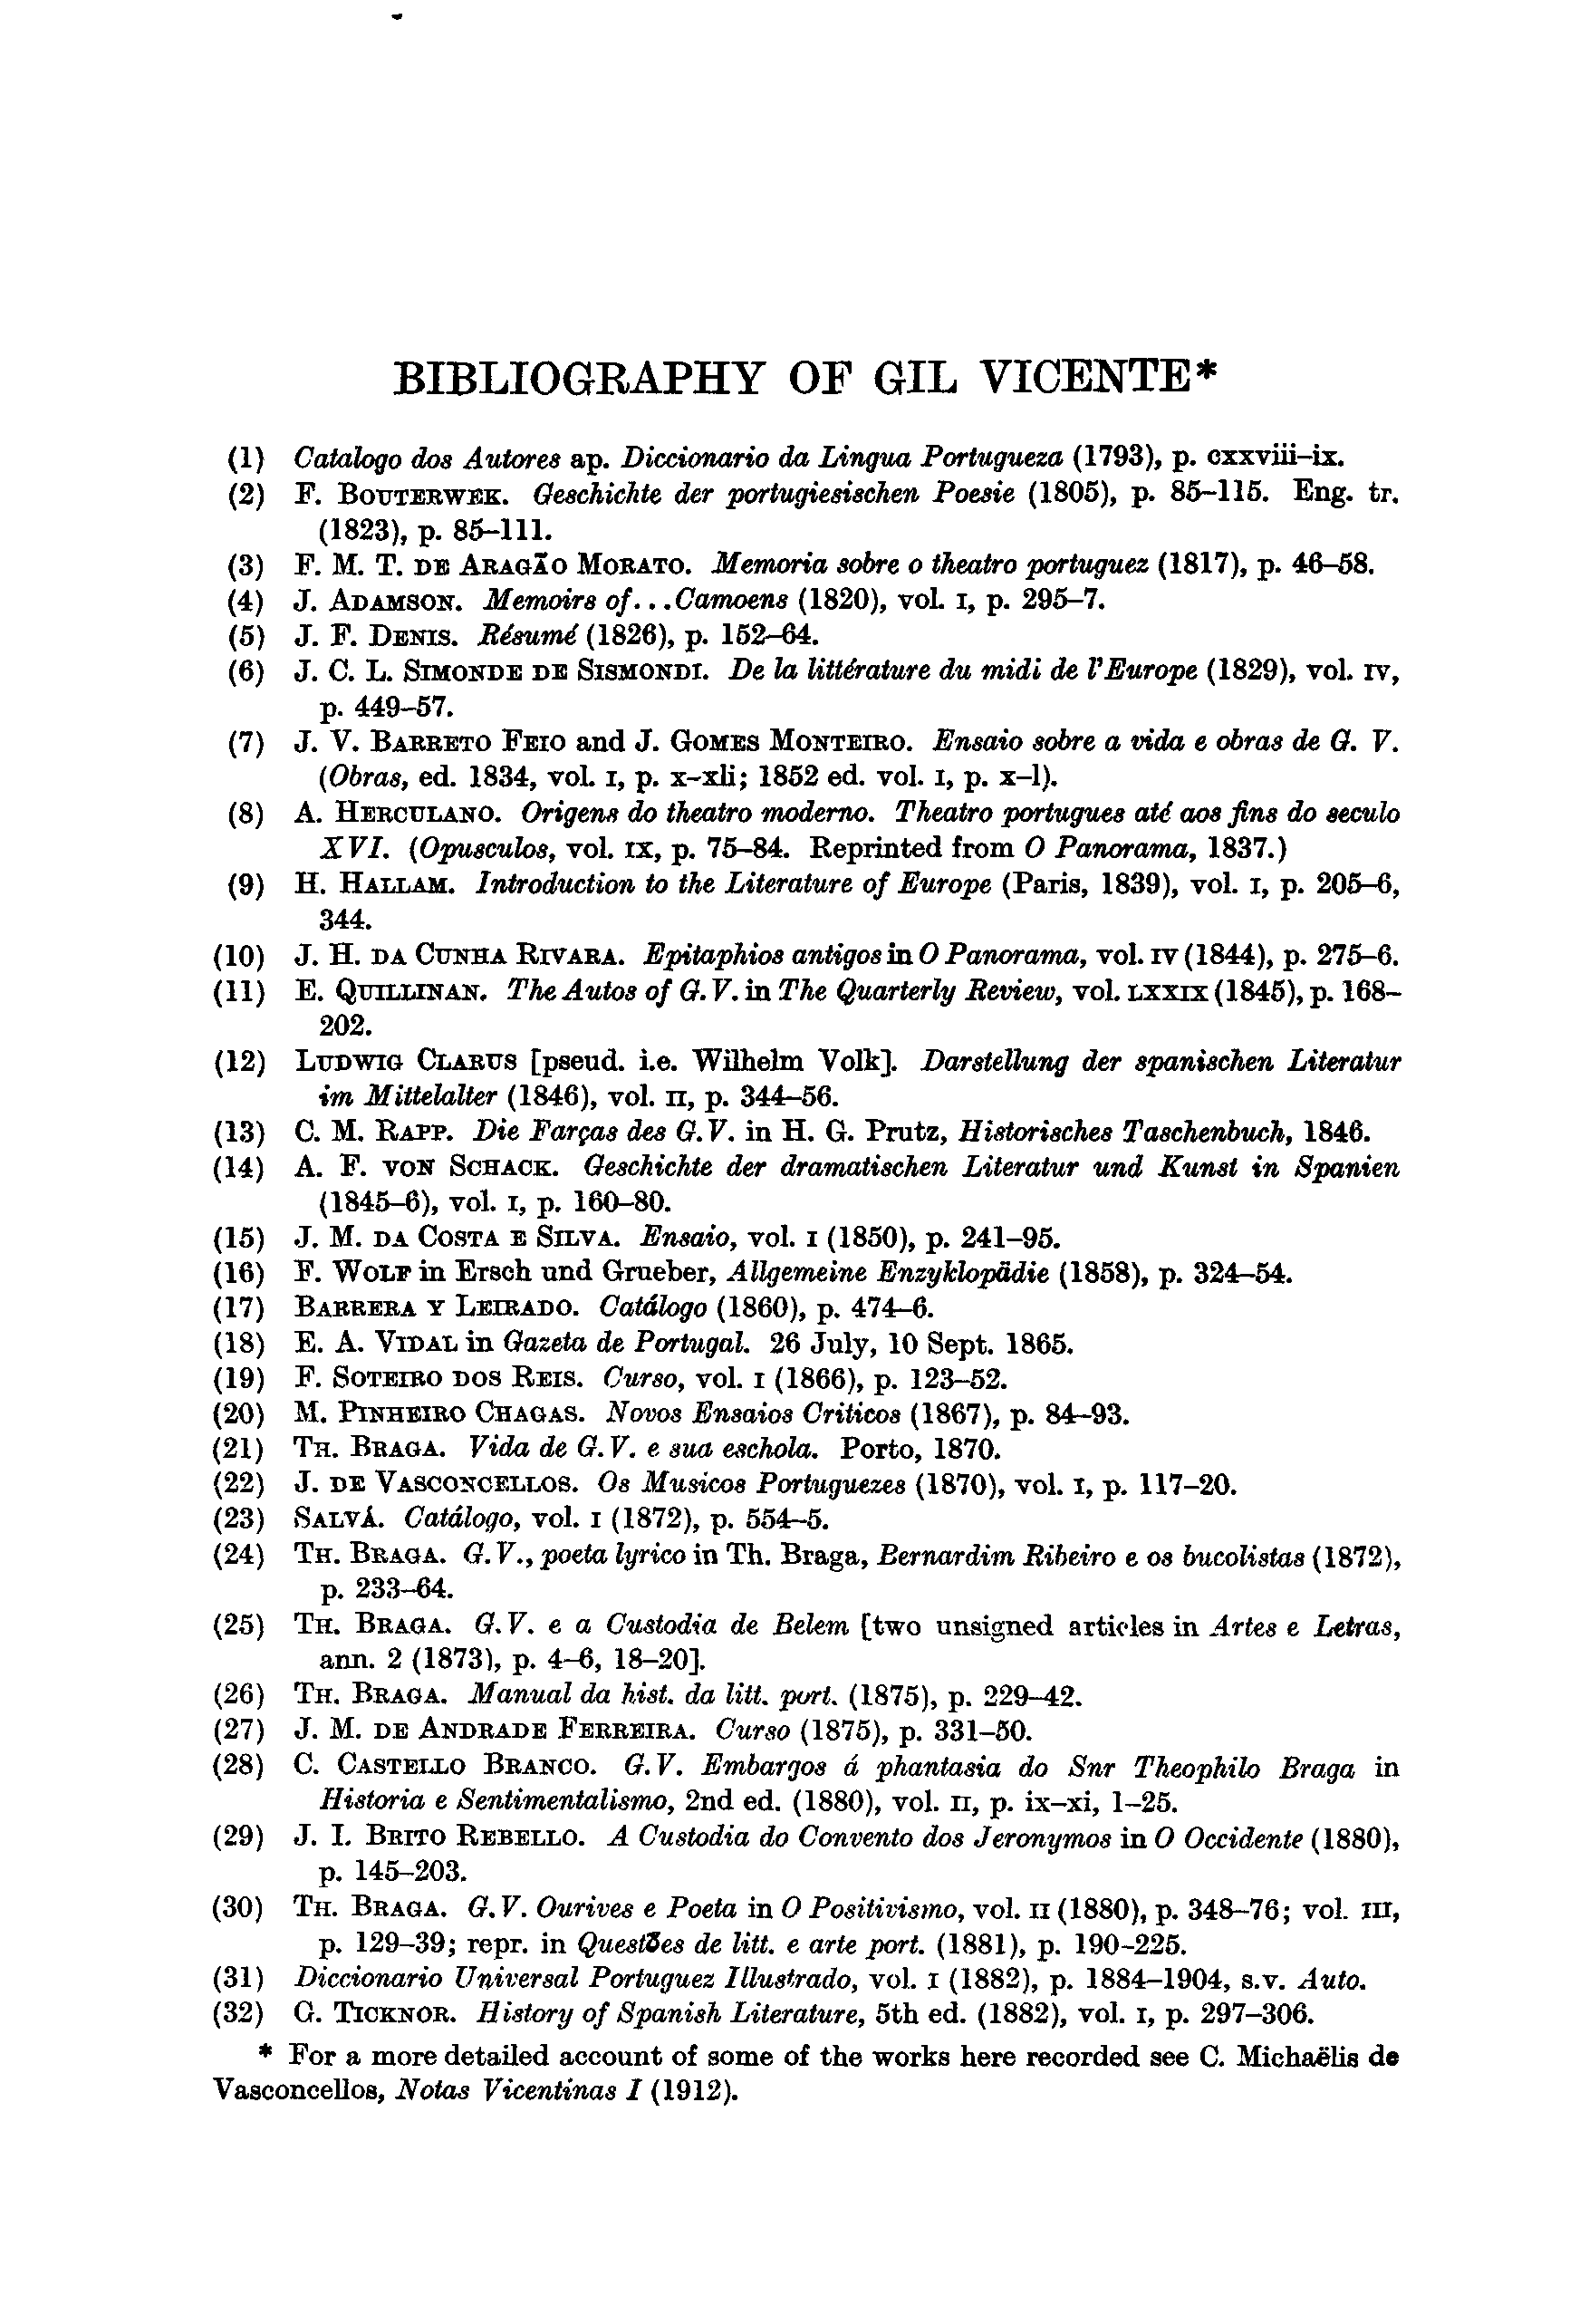 BIBLIOGRAPHY OF GIL VICENTE*
(1) Catalogo dos Autores ap. Diccionario da Lingua Portugueza (1793), p. cxxviii–ix.
(2) F. BOUTERWEK. Geschichte der portugiesischen Poesie (1805), p. 85–115. Eng. tr.
(1823), p. 85–111.
(3) F. M. T. DE ARAGÃO MORATO. Memoria sobre o theatro portuguez (1817), p. 46–58.
(4) J. ADAMSON. Memoirs of...Camoens (1820), vol. I, p. 295–7.
(5) J. F. DENIS. Résumé (1826), p. 152–64.
(6) J. C. L. SIMONDE DE SISMONDI. De la littérature du midi de l'Europe (1829), vol. IV,
p. 449–57.
(7) J. V. BARRETO FEIO and J. GOMES MONTEIRO. Ensaio sobre a vida e obras de G. V.
(Obras, ed. 1834, vol. I, p. x–xli; 1852 ed. vol. I, p. x–l).
(8) A. HERCULANO. Origens do theatro moderno. Theatro portugues até aos fins do seculo
XVI. (Opusculos, vol. IX, p. 75–84. Reprinted from O Panorama, 1837.)
(9) H. HALLAM. Introduction to the Literature of Europe (Paris, 1839), vol. I, p. 205–6,
344.
(10) J. H. DA CUNHA RIVARA. Epitaphios antigos in O Panorama, vol. IV (1844), p. 275–6.
(11) E. QUILLINAN. The Autos of G. V. in The Quarterly Review, vol. LXXIX (1845), p. 168–
202.
(12) LUDWIG CLARUS [pseud. i.e. Wilhelm Volk]. Darstellung der spanischen Literatur
im Mittelalter (1846), vol. II, p. 344–56.
(13) C. M. RAPP. Die Farças des G. V. in H. G. Prutz, Historisches Taschenbuch, 1846.
(14) A. F. VON SCHACK. Geschichte der dramatischen Literatur und Kunst in Spanien
(1845–6), vol. I, p. 160–80.
(15) J. M. DA COSTA E SILVA. Ensaio, vol. I (1850), p. 241–95.
(16) F. WOLF in Ersch und Grueber, Allgemeine Enzyklopädie (1858), p. 324–54.
(17) BARRERA Y LEIRADO. Catálogo (1860), p. 474–6.
(18) E. A. VIDAL in Gazeta de Portugal. 26 July, 10 Sept. 1865.
(19) F. SOTEIRO DOS REIS. Curso, vol. I (1866), p. 123–52.
(20) M. PINHEIRO CHAGAS. Novos Ensaios Criticos (1867), p. 84–93.
(21) TH. BRAGA. Vida de G. V. e sua eschola. Porto, 1870.
(22) J. DE VASCONCELLOS. Os Musicos Portuguezes (1870), vol. I, p. 117–20.
(23) SALVÁ. Catálogo, vol. I (1872), p. 554–5.
(24) TH. BRAGA. G. V., poeta lyrico in Th. Braga, Bernardim Ribeiro e os bucolistas (1872),
p. 233–64.
(25) TH. BRAGA. G. V. e a Custodia de Belem [two unsigned articles in Artes e Letras,
ann. 2 (1873), p. 4–6, 18–20].
(26) TH. BRAGA. Manual da hist. da litt. port. (1875), p. 229–42.
(27) J. M. DE ANDRADE FERREIRA. Curso (1875), p. 331–50.
(28) C. CASTELLO BRANCO. G. V. Embargos á phantasia do Snr Theophilo Braga in
Historia e Sentimentalismo, 2nd ed. (1880), vol. II, p. ix–xi, 1–25.
(29) J. I. BRITO REBELLO. A Custodia do Convento dos Jeronymos in O Occidente (1880),
p. 145–203.
(30) TH. BRAGA. G. V. Ourives e Poeta in O Positivismo, vol. II (1880), p. 348–76; vol. III,
p. 129–39; repr. in Questões de litt. e arte port. (1881), p. 190–225.
(31) Diccionario Universal Portuguez Illustrado, vol. I (1882), p. 1884–1904, s.v. Auto.
(32) G. TICKNOR. History of Spanish Literature, 5th ed. (1882), vol. I, p. 297–306.
* For a more detailed account of some of the works here recorded see C. Michaëlis de
Vasconcellos, Notas Vicentinas I (1912).